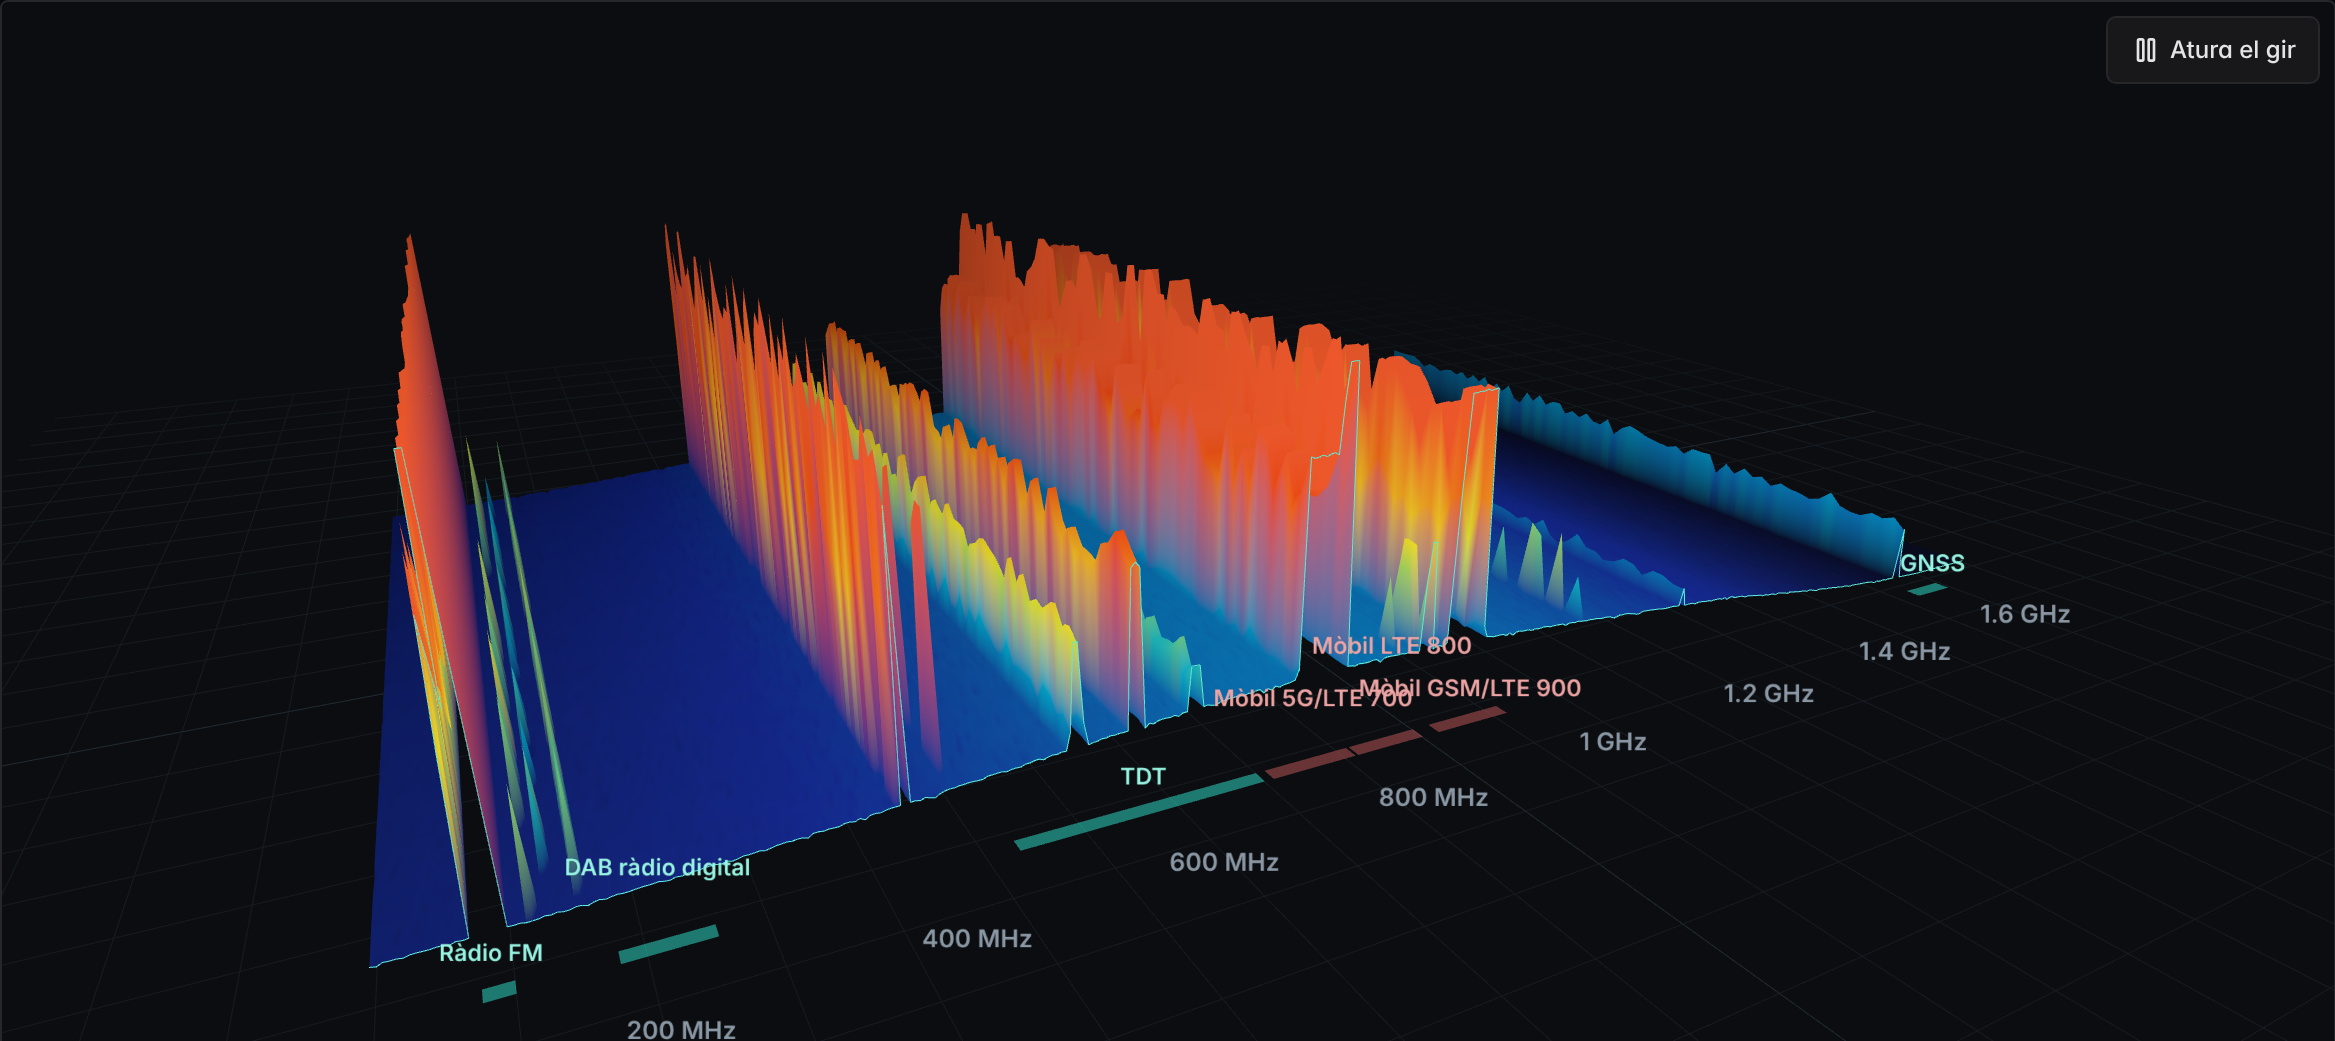 Atura el gir
GNSS
1.6 GHz
Mòbil LTE 800
1.4 GHz
Mòbil GSM/LTE 900
Mòbil 5G/LTE 700
1.2 GHz
1 GHz
TDT
800 MHz
600 MHz
DAB ràdio digital
400 MHz
Ràdio FM
200 MHz